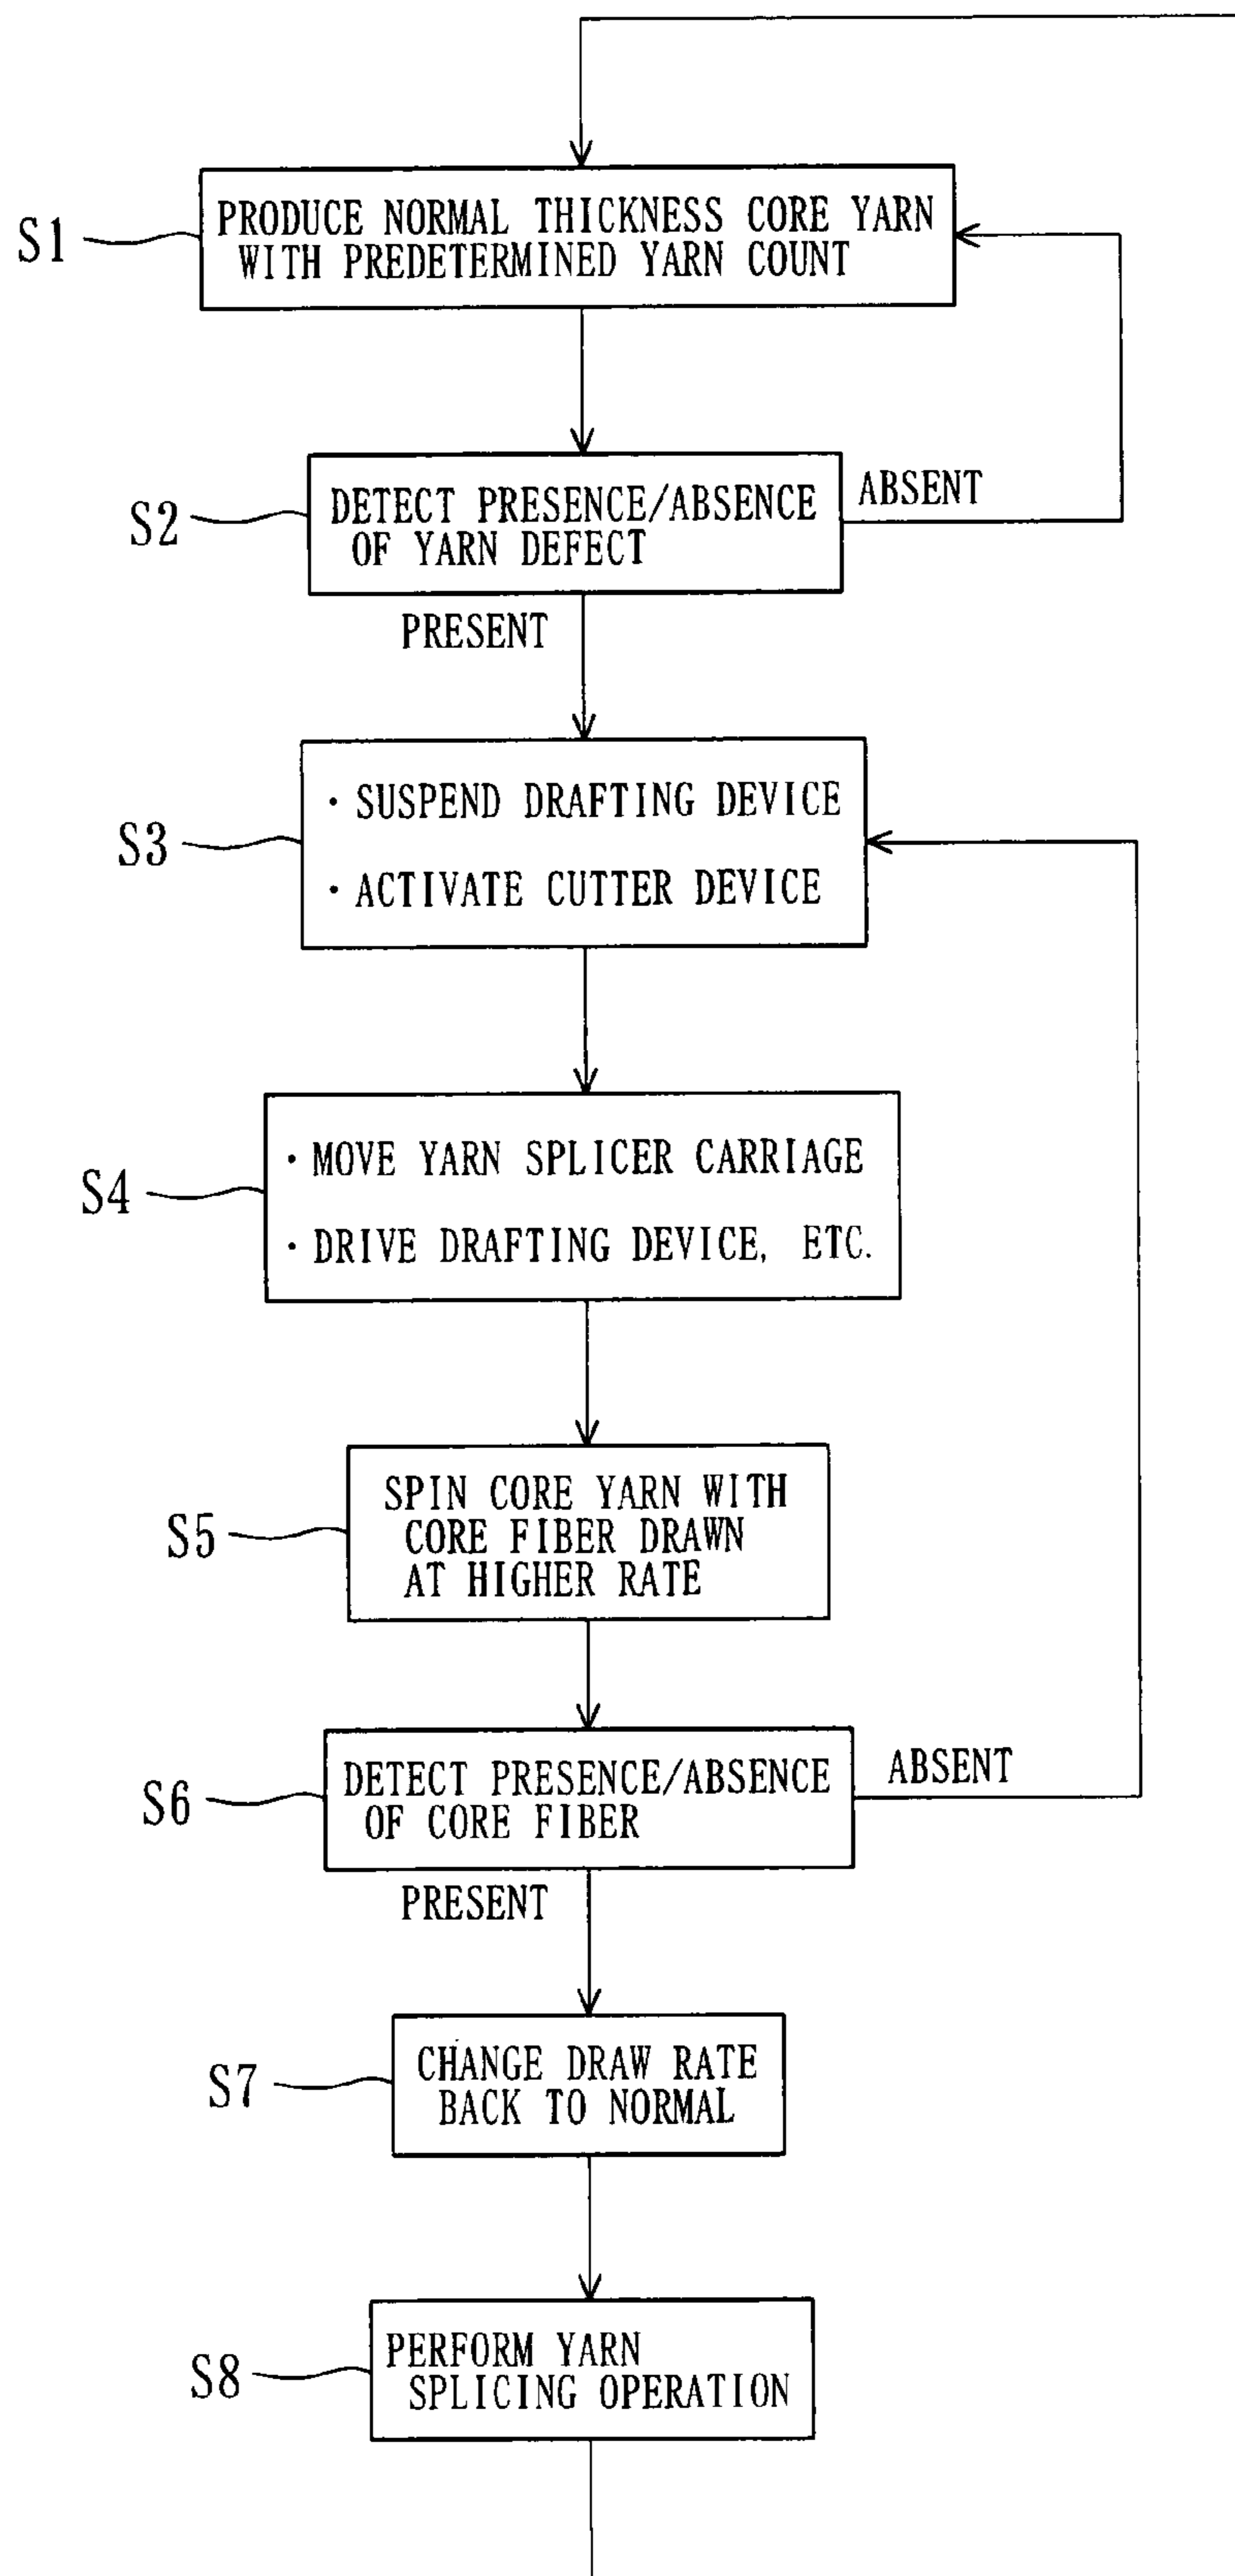 S1
PRODUCE NORMAL THICKNESS CORE YARN
WITH PREDETERMINED YARN COUNT
S2
DETECT PRESENCE/ABSENCE
OF YARN DEFECT
ABSENT
PRESENT
S3
· SUSPEND DRAFTING DEVICE
· ACTIVATE CUTTER DEVICE
S4
· MOVE YARN SPLICER CARRIAGE
· DRIVE DRAFTING DEVICE, ETC.
S5
SPIN CORE YARN WITH
CORE FIBER DRAWN
AT HIGHER RATE
S6
DETECT PRESENCE/ABSENCE
OF CORE FIBER
ABSENT
PRESENT
S7
CHANGE DRAW RATE
BACK TO NORMAL
S8
PERFORM YARN
SPLICING OPERATION